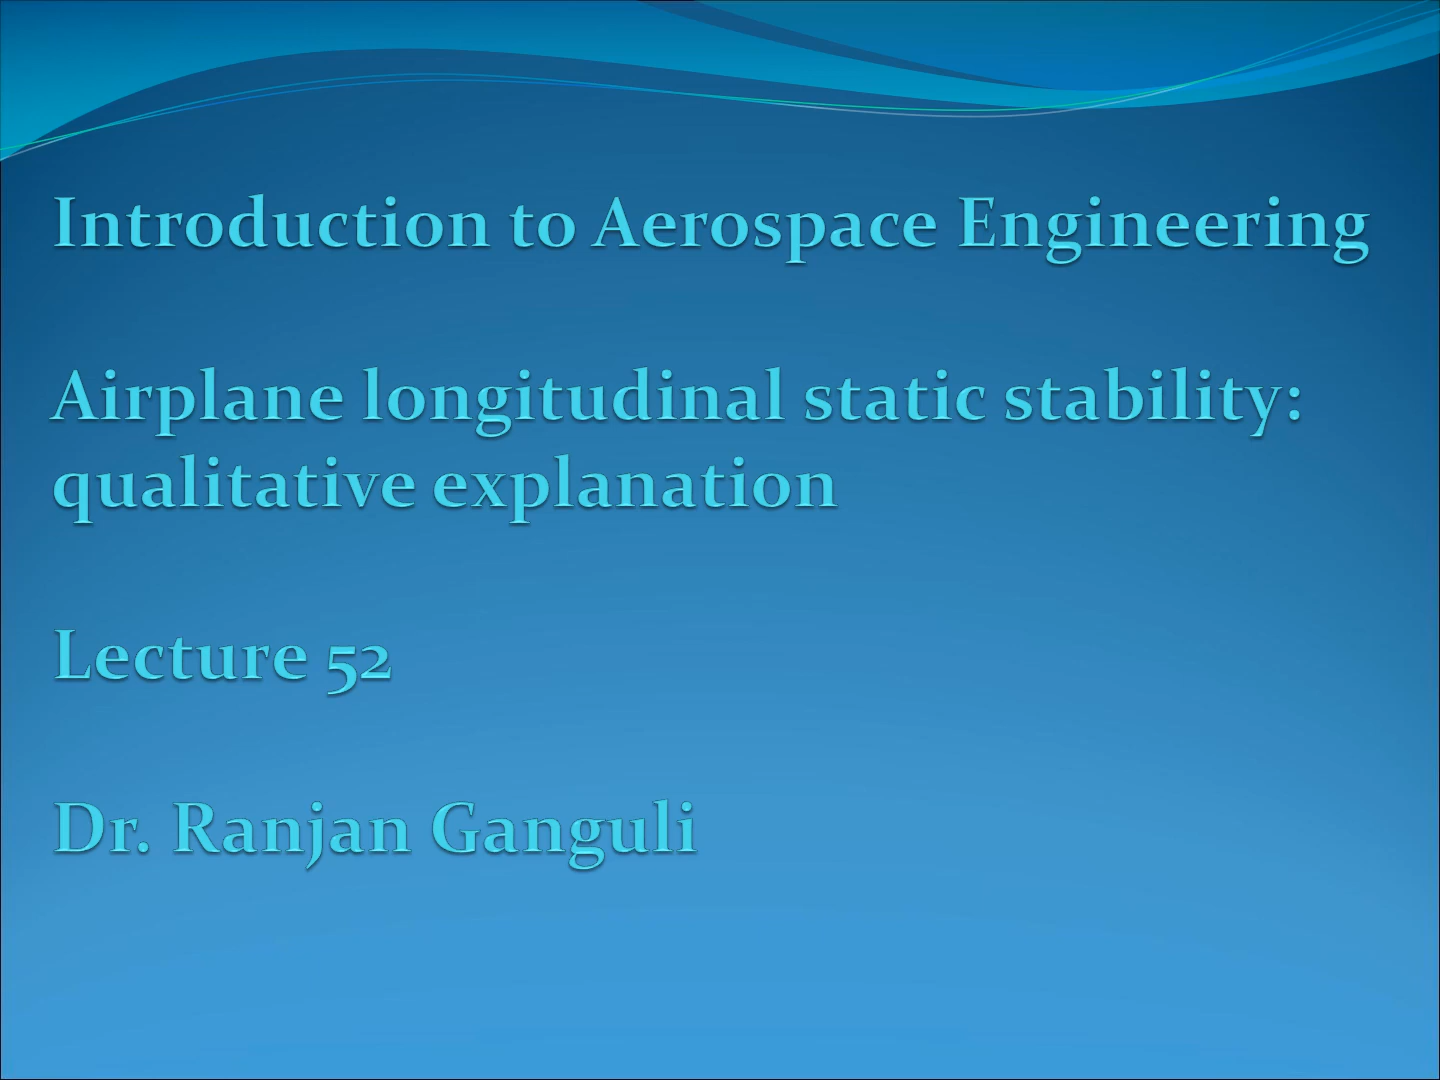 Introduction to Aerospace Engineering
Airplane longitudinal static stability:
qualitative explanation
Lecture 52
Dr. Ranjan Ganguli